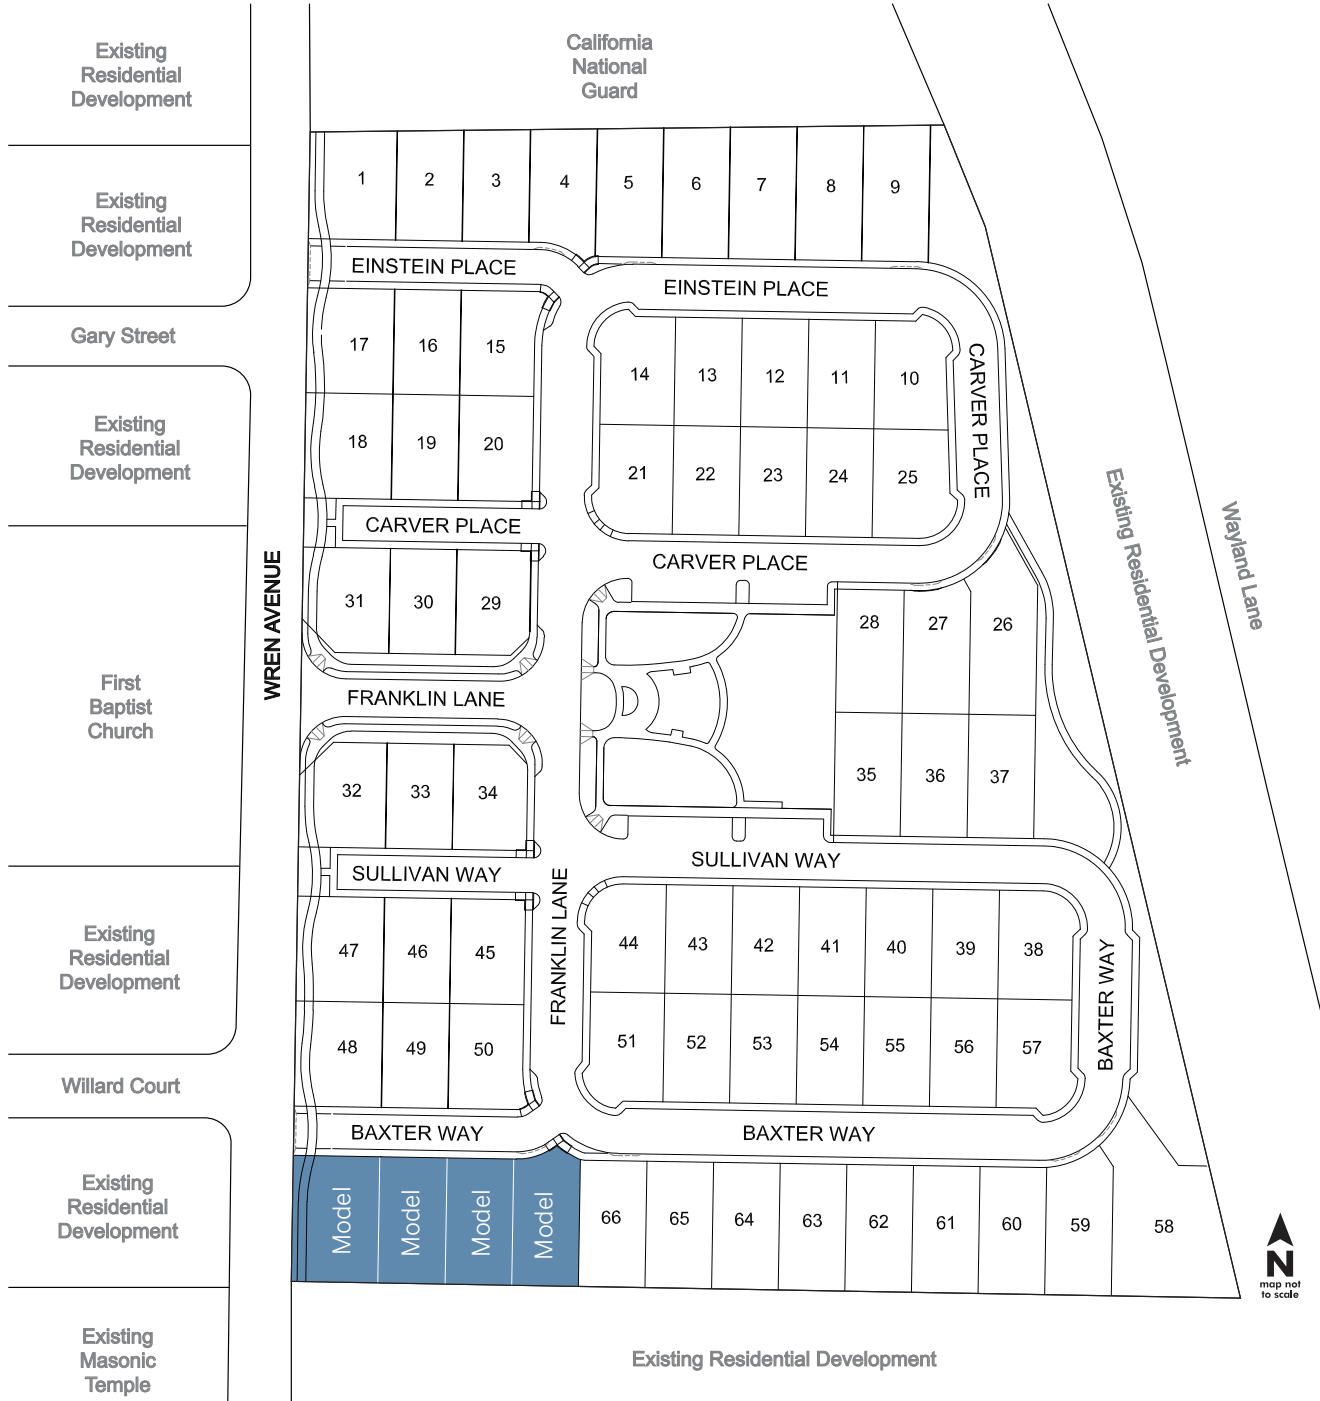 Existing
Residential
Development
California
National
Guard
Existing
Residential
Development
1 2 3 4 5 6 7 8 9
EINSTEIN PLACE
EINSTEIN PLACE
Gary Street
17 16 15
14 13 12 11 10
CARVER PLACE
Existing
Residential
Development
18 19 20
21 22 23 24 25
CARVER PLACE
CARVER PLACE
Existing Residential Development
Wayland Lane
WREN AVENUE
31 30 29
28 27 26
First
Baptist
Church
FRANKLIN LANE
32 33 34
35 36 37
SULLIVAN WAY
SULLIVAN WAY
FRANKLIN LANE
Existing
Residential
Development
47 46 45
44 43 42 41 40 39 38
BAXTER WAY
48 49 50
51 52 53 54 55 56 57
Willard Court
BAXTER WAY
BAXTER WAY
Existing
Residential
Development
Model
Model
Model
Model
66 65 64 63 62 61 60 59 58
N
map not
to scale
Existing
Masonic
Temple
Existing Residential Development